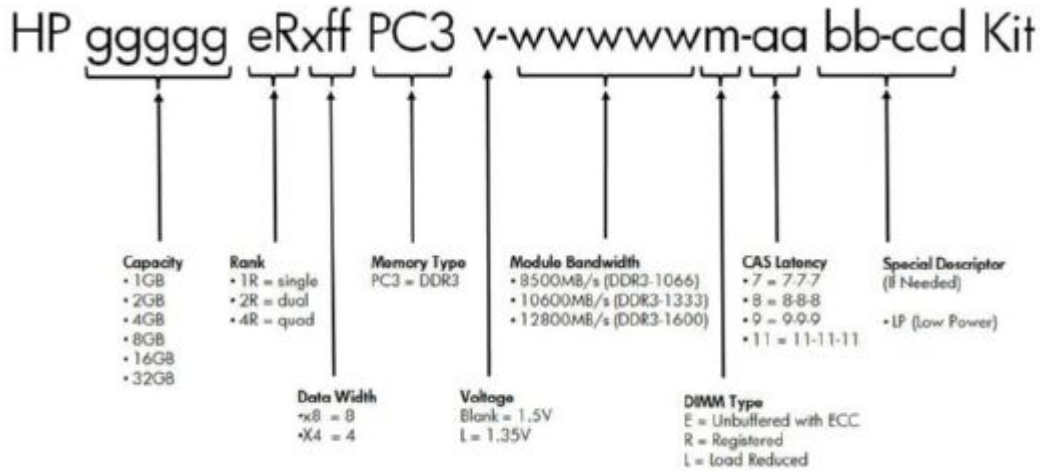 HP ggggg eRxff PC3 v-wwwwwm-aa bb-ccd Kit
Capacity
• 1GB
• 2GB
• 4GB
• 8GB
• 16GB
• 32GB
Rank
• 1R = single
• 2R = dual
• 4R = quad
Memory Type
PC3 = DDR3
Module Bandwidth
• 8500MB/s (DDR3-1066)
• 10600MB/s (DDR3-1333)
• 12800MB/s (DDR3-1600)
CAS Latency
• 7 = 7-7-7
• 8 = 8-8-8
• 9 = 9-9-9
• 11 = 11-11-11
Special Descriptor
(If Needed)
• LP (Low Power)
Data Width
•x8 = 8
•X4 = 4
Voltage
Blank = 1.5V
L = 1.35V
DIMM Type
E = Unbuffered with ECC
R = Registered
L = Load Reduced